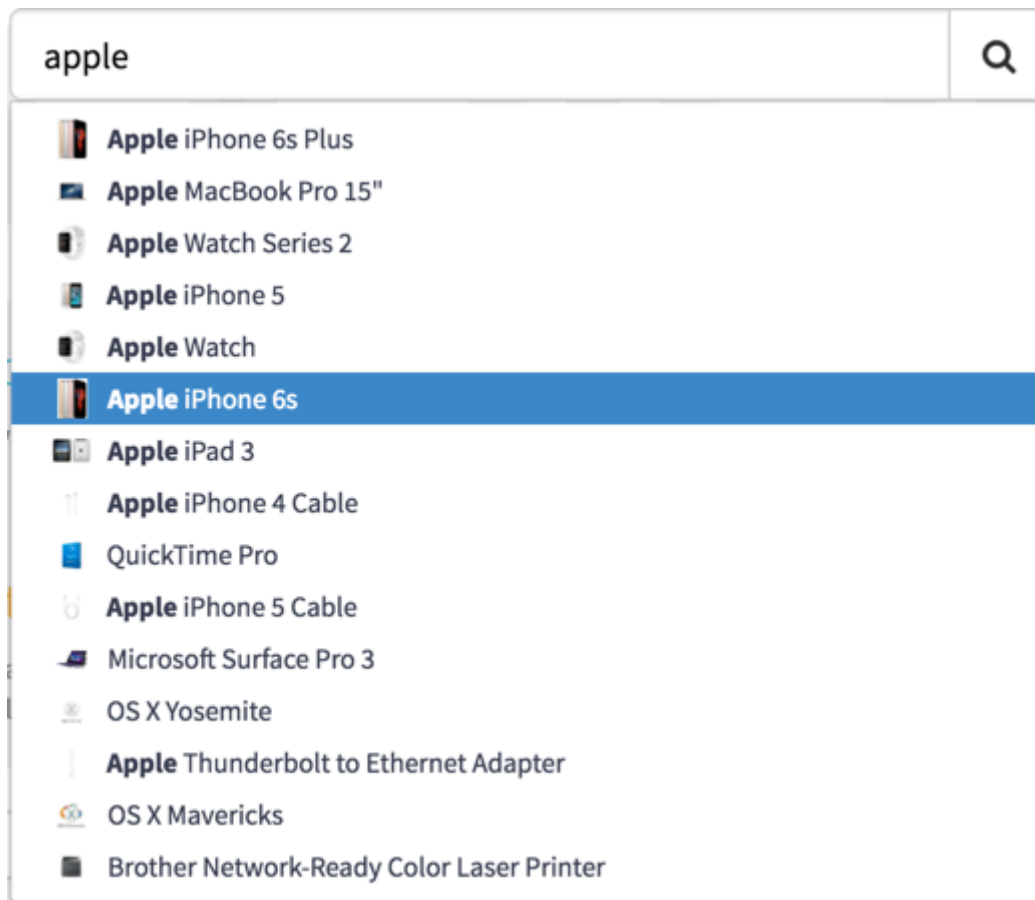 apple
Apple iPhone 6s Plus
Apple MacBook Pro 15"
Apple Watch Series 2
Apple iPhone 5
Apple Watch
Apple iPhone 6s
Apple iPad 3
Apple iPhone 4 Cable
QuickTime Pro
Apple iPhone 5 Cable
Microsoft Surface Pro 3
OS X Yosemite
Apple Thunderbolt to Ethernet Adapter
OS X Mavericks
Brother Network-Ready Color Laser Printer